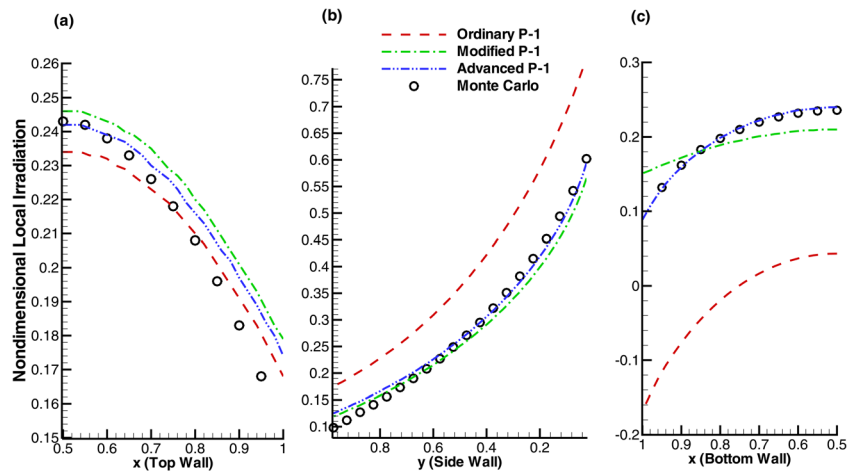 (a)
(b)
(c)
Ordinary P-1
Modified P-1
Advanced P-1
Monte Carlo
Nondimensional Local Irradiation
0.26
0.25
0.24
0.23
0.22
0.21
0.2
0.19
0.18
0.17
0.16
0.15
0.5 0.6 0.7 0.8 0.9 1
x (Top Wall)
0.75
0.7
0.65
0.6
0.55
0.5
0.45
0.4
0.35
0.3
0.25
0.2
0.15
0.1
0.8 0.6 0.4 0.2
y (Side Wall)
0.3
0.2
0.1
0
-0.1
-0.2
1 0.9 0.8 0.7 0.6 0.5
x (Bottom Wall)